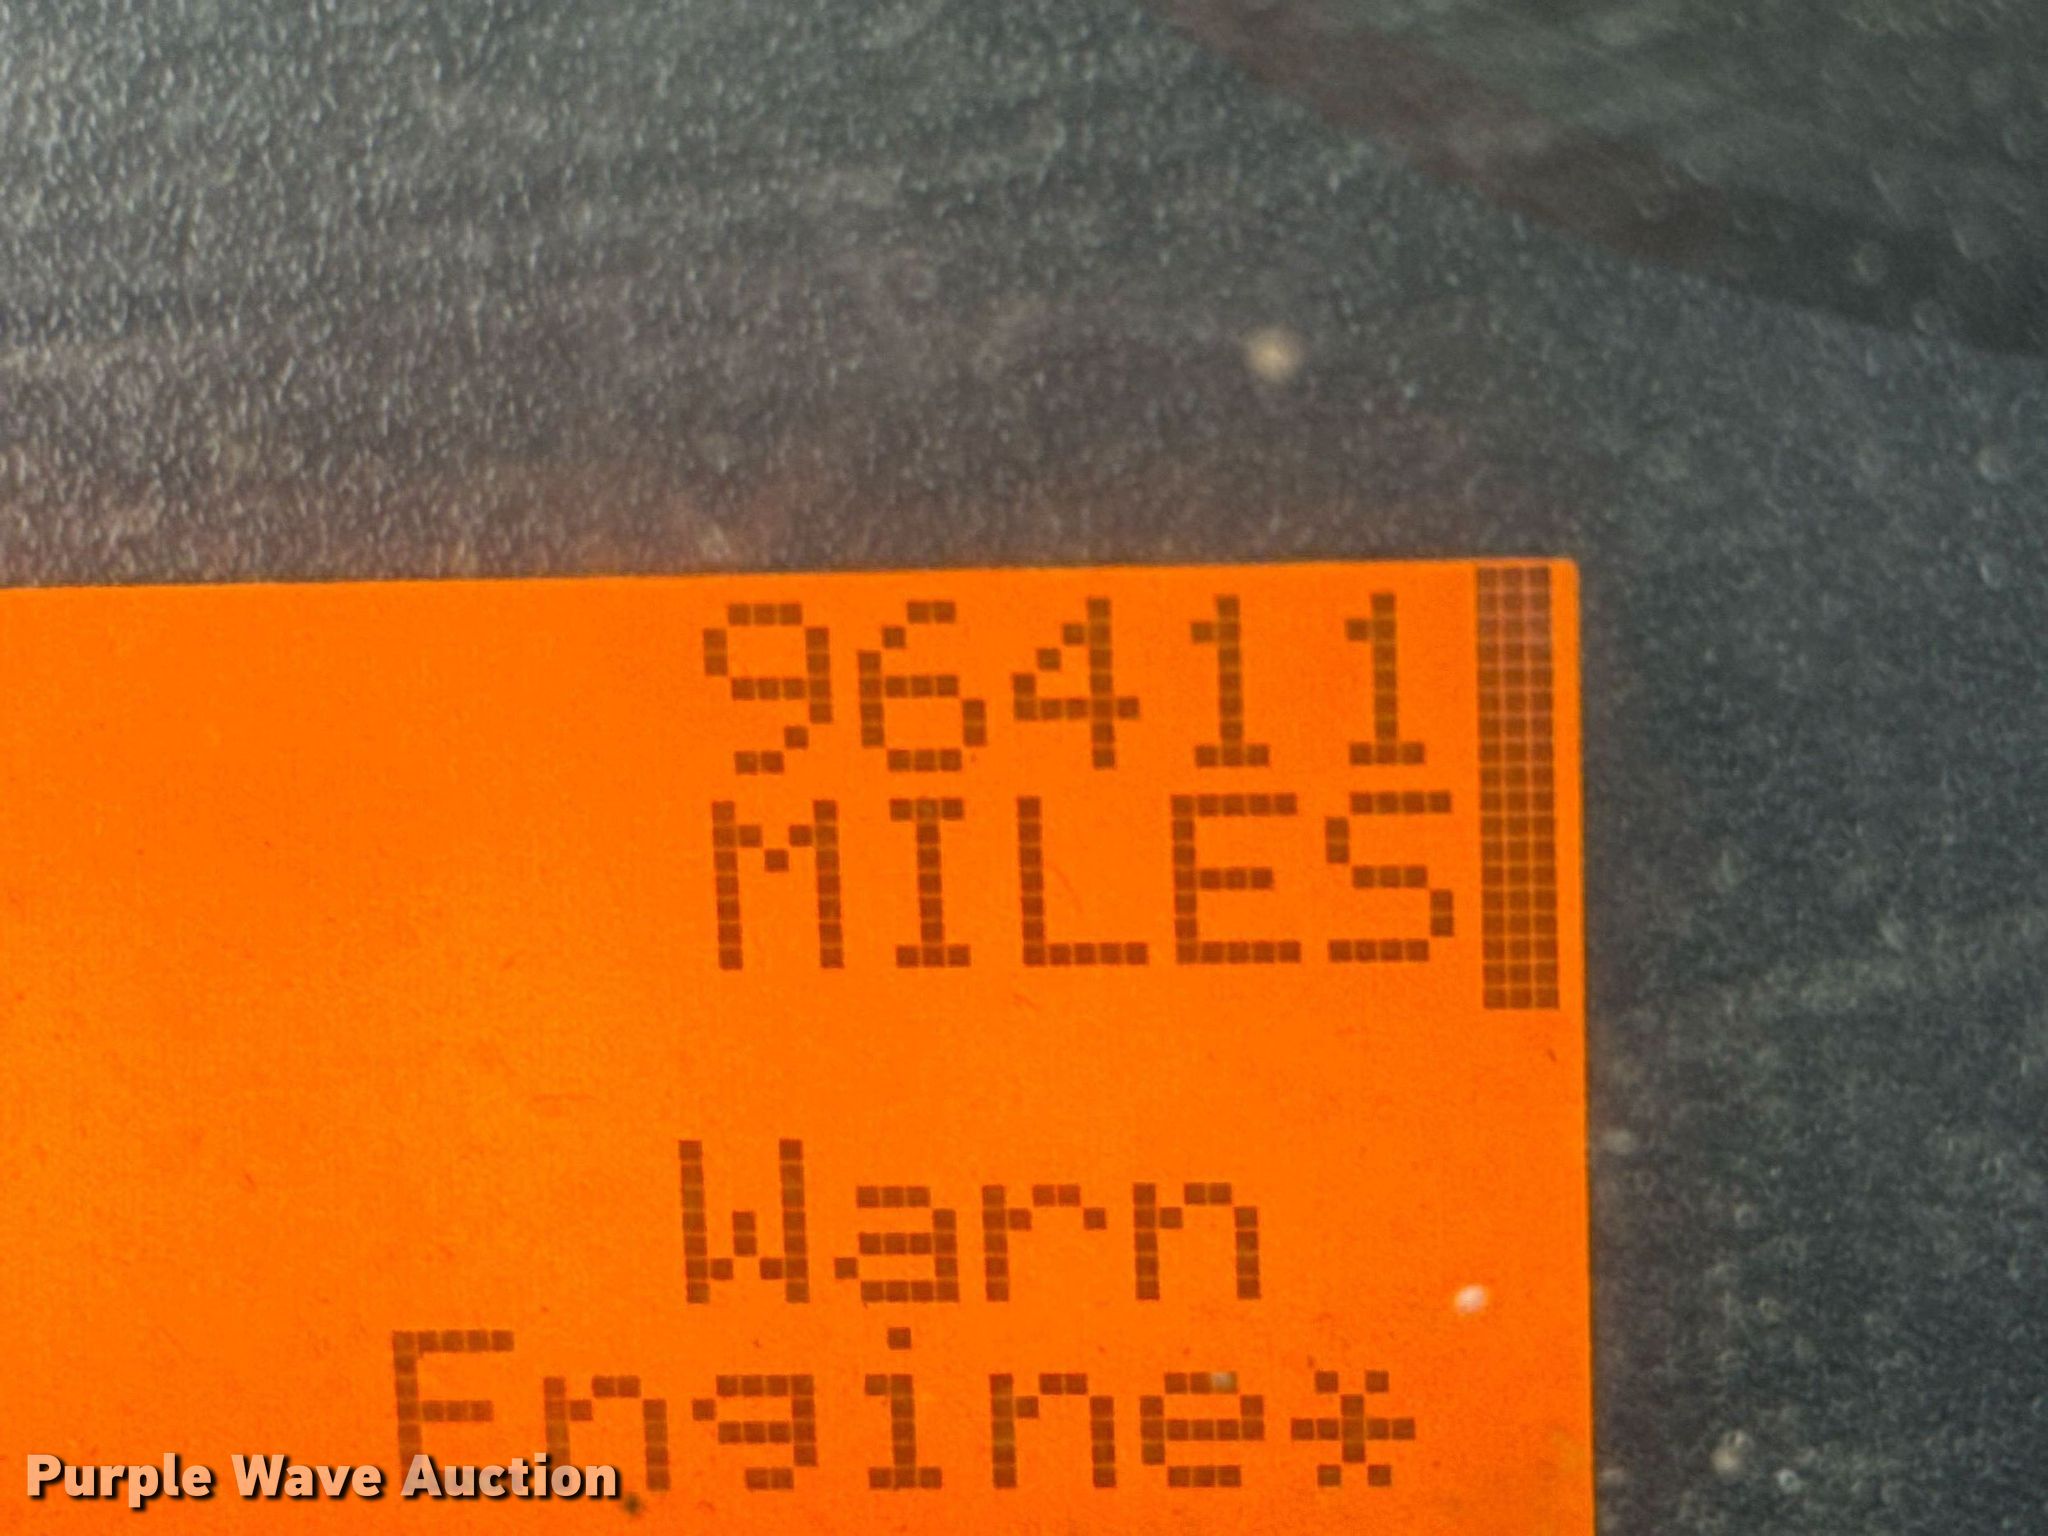 96411
MILES
Warn
Engine*
Purple Wave Auction